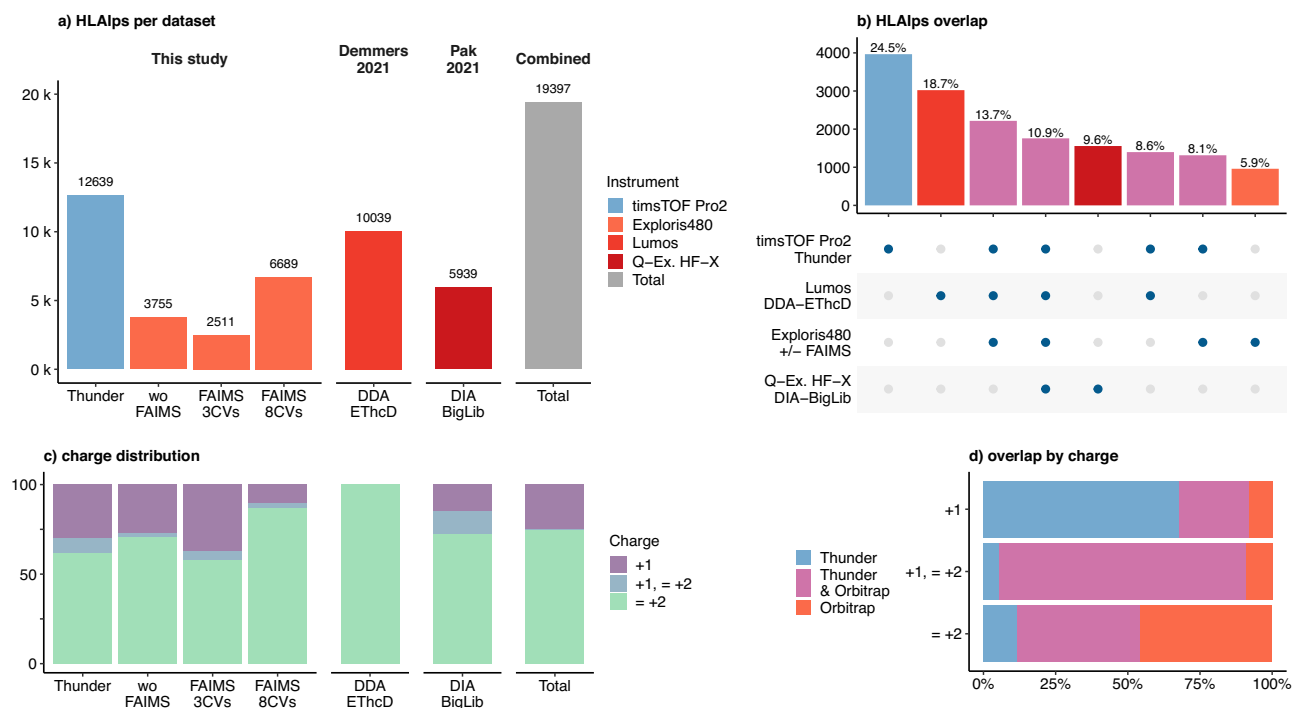 a) HLAIps per dataset
This study
Demmers
2021
Pak
2021
Combined
20 k
15 k
10 k
5 k
0 k
12639
3755
2511
6689
10039
5939
19397
Thunder
wo
FAIMS
FAIMS
3CVs
FAIMS
8CVs
DDA
EThcD
DIA
BigLib
Total
Instrument
timsTOF Pro2
Exploris480
Lumos
Q−Ex. HF−X
Total
b) HLAIps overlap
4000
3000
2000
1000
0
24.5%
18.7%
13.7%
10.9%
9.6%
8.6%
8.1%
5.9%
timsTOF Pro2
Thunder
Lumos
DDA−EThcD
Exploris480
+/− FAIMS
Q−Ex. HF−X
DIA−BigLib
c) charge distribution
100
50
0
Thunder
wo
FAIMS
FAIMS
3CVs
FAIMS
8CVs
DDA
EThcD
DIA
BigLib
Total
Charge
+1
+1, = +2
= +2
d) overlap by charge
Thunder
Thunder
& Orbitrap
Orbitrap
+1
+1, = +2
= +2
0%
25%
50%
75%
100%